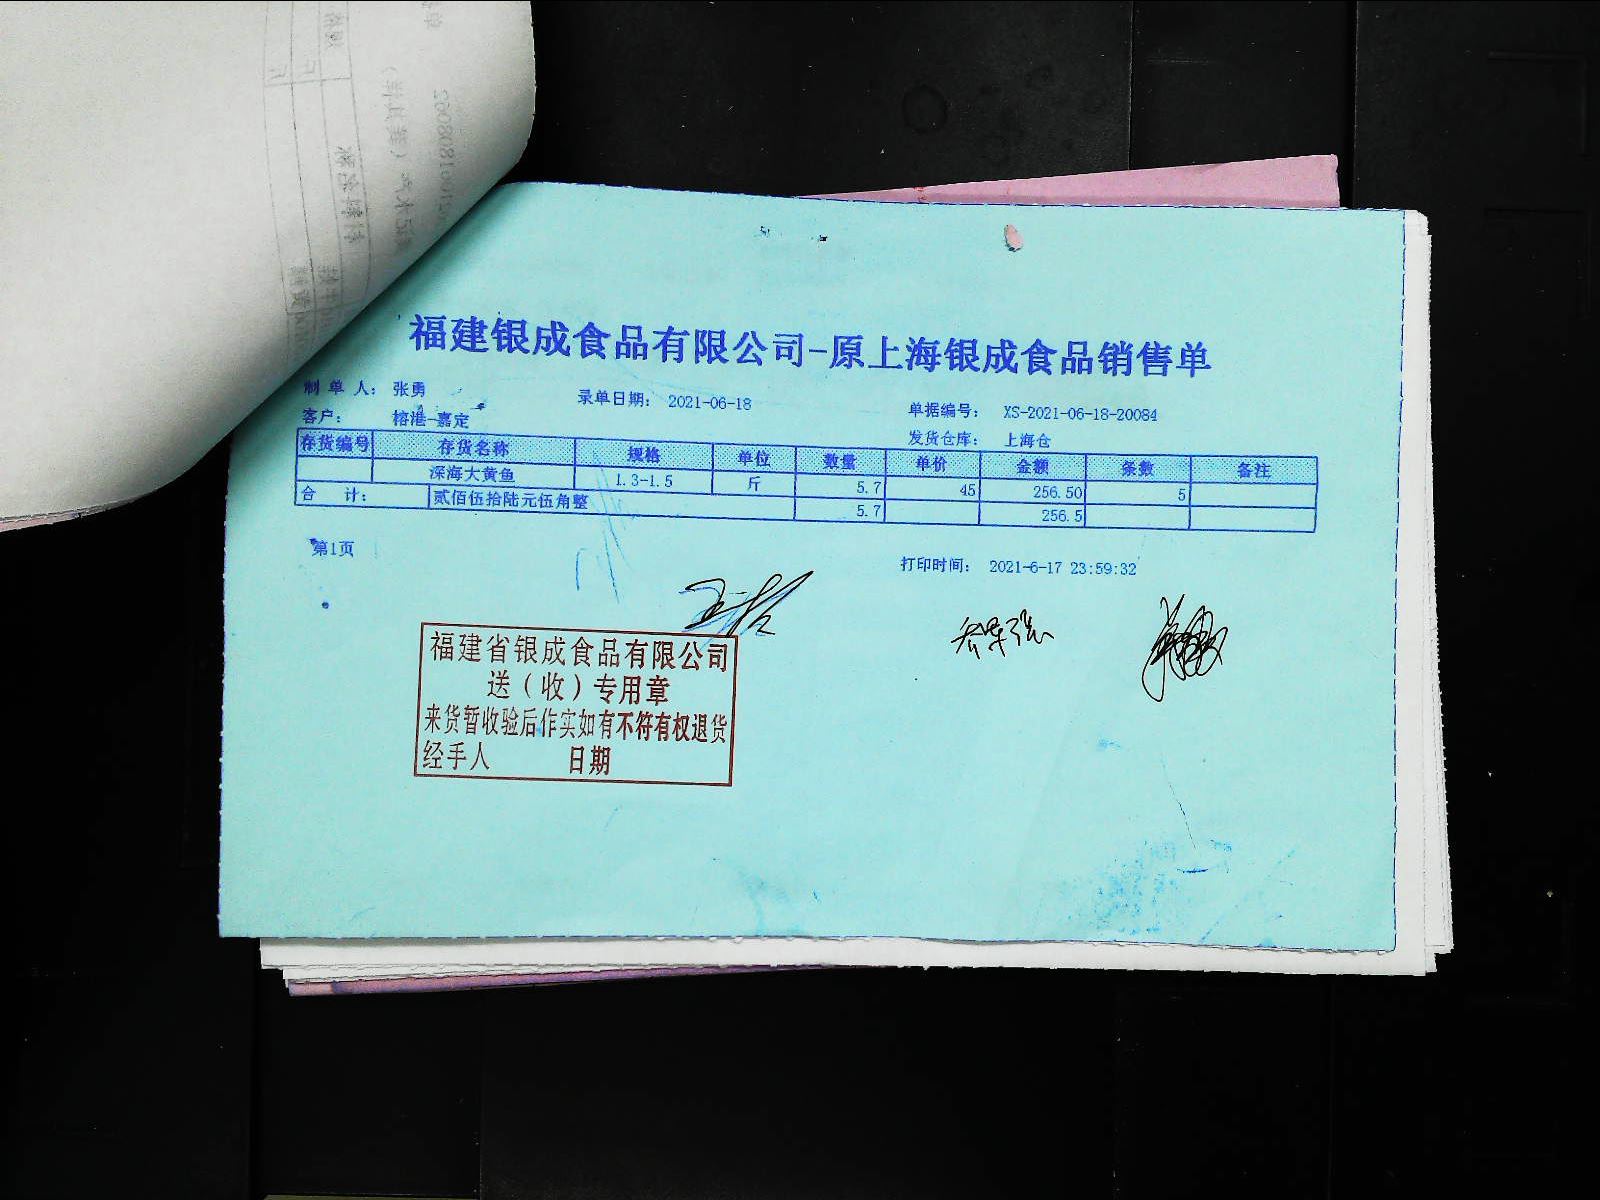 福建银成食品有限公司-原上海银成食品销售单
制 单 人： 张勇 录单日期： 2021-06-18 单据编号： XS-2021-06-18-20084
客户： 榕港-嘉定 发货仓库： 上海仓
存货编号 存货名称 规格 单位 数量 单价 金额 条数 备注
深海大黄鱼 1.3-1.5 斤 5.7 45 256.50 5
合 计： 贰佰伍拾陆元伍角整 5.7 256.5
第1页 打印时间： 2021-6-17 23:59:32
福建省银成食品有限公司
送（收）专用章
来货暂收验后作实如有不符有权退货
经手人 日期